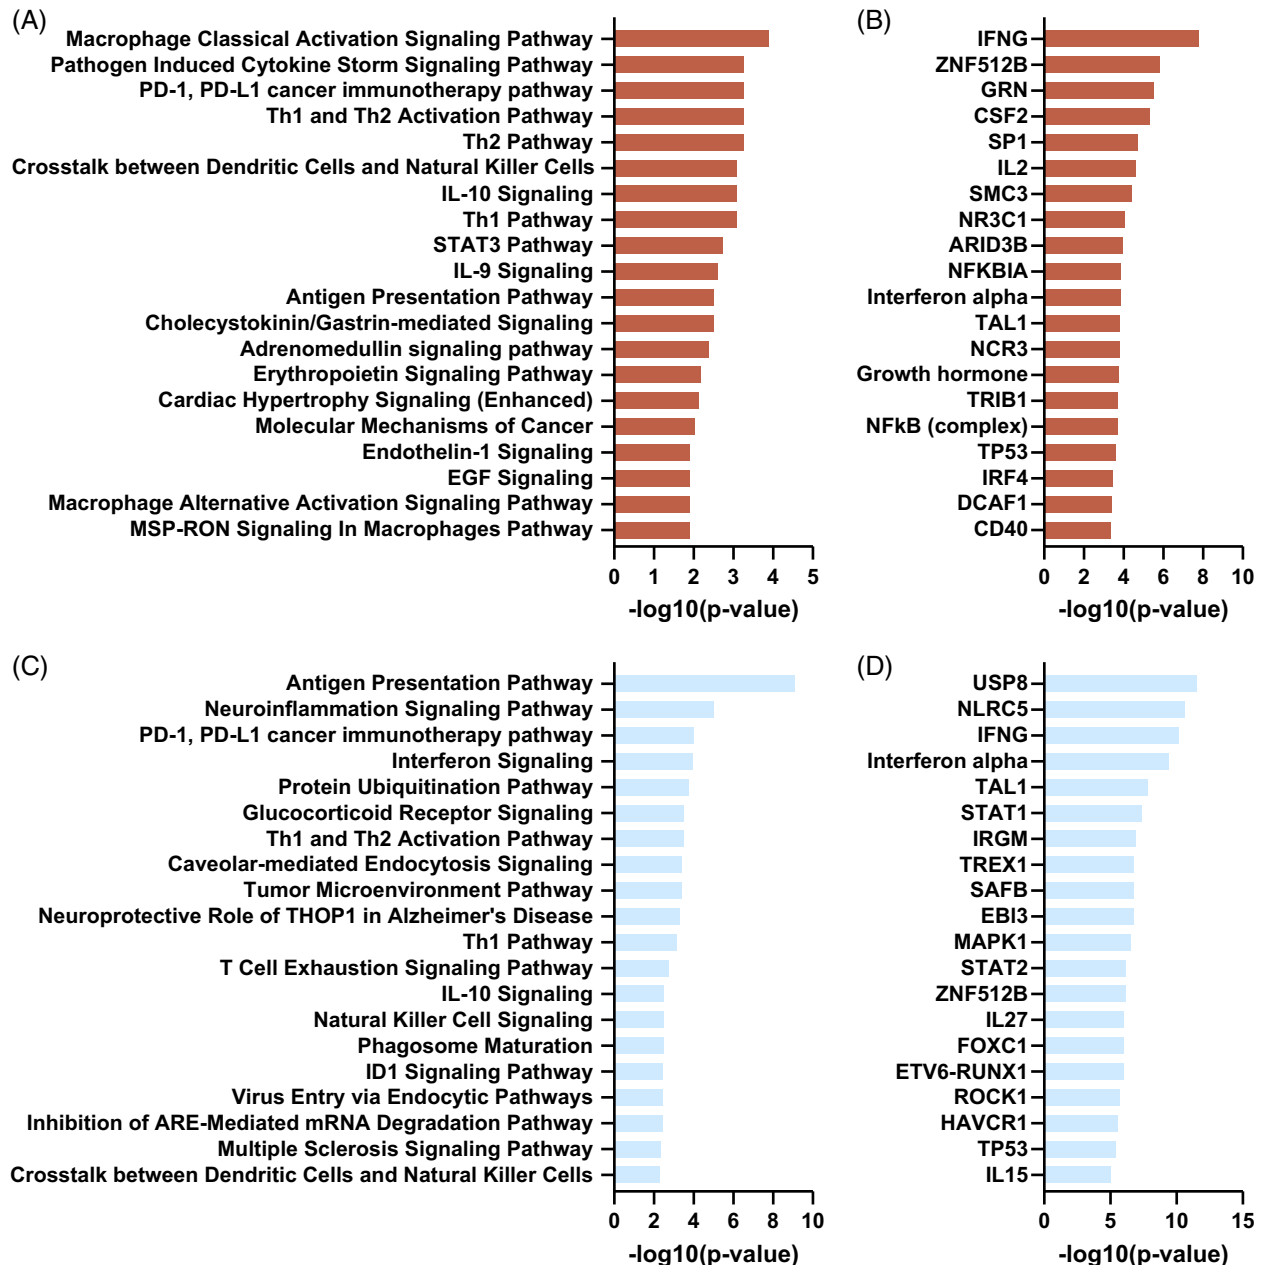 (A)
Macrophage Classical Activation Signaling Pathway
Pathogen Induced Cytokine Storm Signaling Pathway
PD-1, PD-L1 cancer immunotherapy pathway
Th1 and Th2 Activation Pathway
Th2 Pathway
Crosstalk between Dendritic Cells and Natural Killer Cells
IL-10 Signaling
Th1 Pathway
STAT3 Pathway
IL-9 Signaling
Antigen Presentation Pathway
Cholecystokinin/Gastrin-mediated Signaling
Adrenomedullin signaling pathway
Erythropoietin Signaling Pathway
Cardiac Hypertrophy Signaling (Enhanced)
Molecular Mechanisms of Cancer
Endothelin-1 Signaling
EGF Signaling
Macrophage Alternative Activation Signaling Pathway
MSP-RON Signaling In Macrophages Pathway
0 1 2 3 4 5
-log10(p-value)
(B)
IFNG
ZNF512B
GRN
CSF2
SP1
IL2
SMC3
NR3C1
ARID3B
NFKBIA
Interferon alpha
TAL1
NCR3
Growth hormone
TRIB1
NFkB (complex)
TP53
IRF4
DCAF1
CD40
0 2 4 6 8 10
-log10(p-value)
(C)
Antigen Presentation Pathway
Neuroinflammation Signaling Pathway
PD-1, PD-L1 cancer immunotherapy pathway
Interferon Signaling
Protein Ubiquitination Pathway
Glucocorticoid Receptor Signaling
Th1 and Th2 Activation Pathway
Caveolar-mediated Endocytosis Signaling
Tumor Microenvironment Pathway
Neuroprotective Role of THOP1 in Alzheimer's Disease
Th1 Pathway
T Cell Exhaustion Signaling Pathway
IL-10 Signaling
Natural Killer Cell Signaling
Phagosome Maturation
ID1 Signaling Pathway
Virus Entry via Endocytic Pathways
Inhibition of ARE-Mediated mRNA Degradation Pathway
Multiple Sclerosis Signaling Pathway
Crosstalk between Dendritic Cells and Natural Killer Cells
0 2 4 6 8 10
-log10(p-value)
(D)
USP8
NLRC5
IFNG
Interferon alpha
TAL1
STAT1
IRGM
TREX1
SAFB
EBI3
MAPK1
STAT2
ZNF512B
IL27
FOXC1
ETV6-RUNX1
ROCK1
HAVCR1
TP53
IL15
0 5 10 15
-log10(p-value)